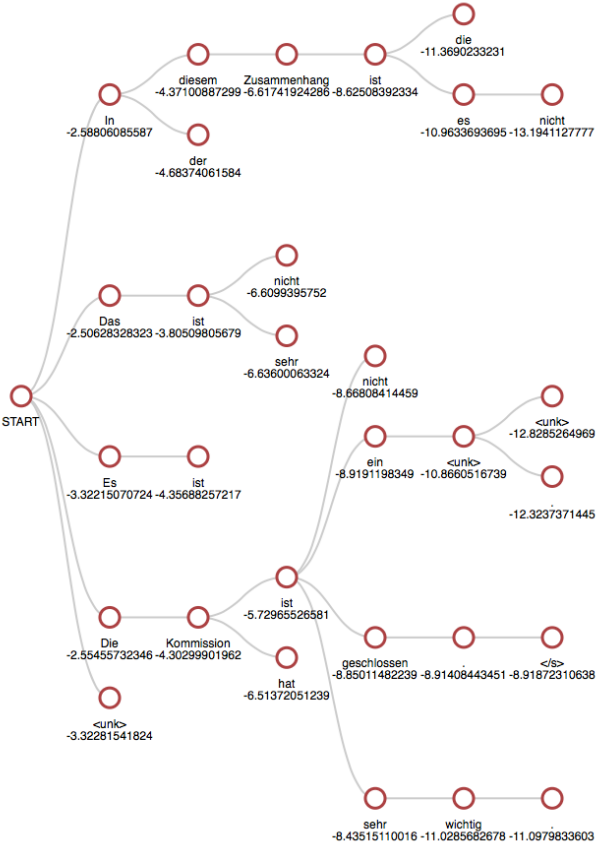 die
-11.3690233231
diesem Zusammenhang ist
-4.37100887299 -6.61741924286 -8.62508392334
In es nicht
-2.58806085587 -10.9633693695 -13.1941127777
der
-4.68374061584
nicht
-6.6099395752
Das ist
-2.50628328323 -3.80509805679
sehr
-6.63600063324
nicht
-8.66808414459
START
<unk>
-12.8285264969
ein <unk>
-8.9191198349 -10.8660516739
Es ist
-3.32215070724 -4.35688257217
.
-12.3237371445
ist
-5.72965526581
Die Kommission
-2.55455732346 -4.30299901962
geschlossen . </s>
-8.85011482239 -8.91408443451 -8.91872310638
hat
-6.51372051239
<unk>
-3.32281541824
sehr wichtig .
-8.43515110016 -11.0285682678 -11.0979833603